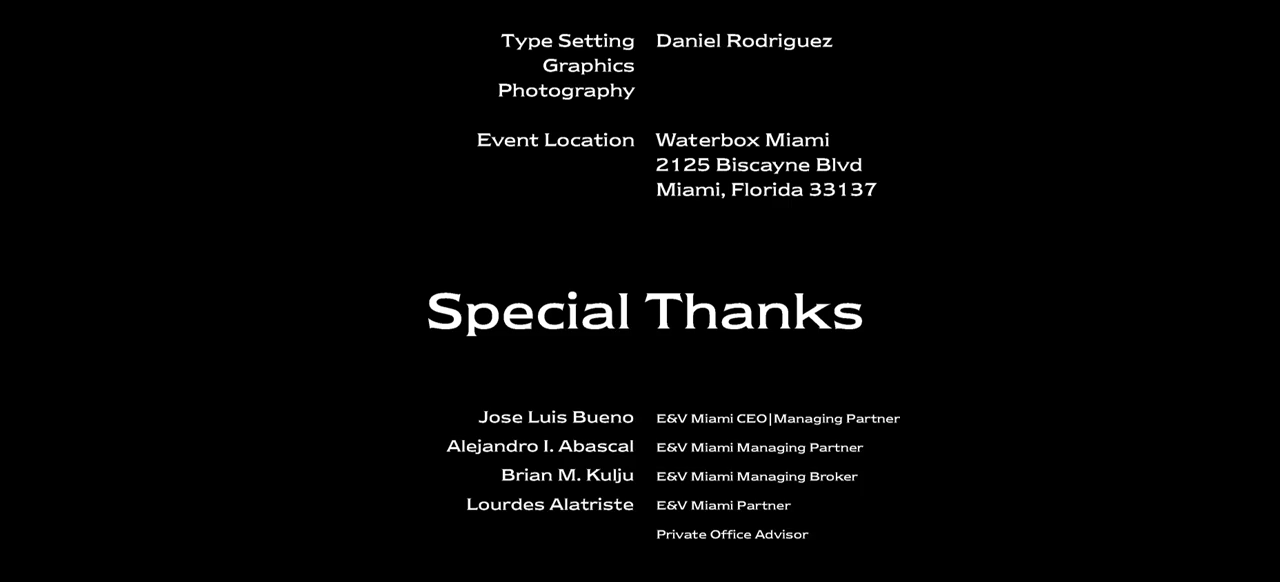 Type Setting Daniel Rodriguez
Graphics
Photography
Event Location Waterbox Miami
2125 Biscayne Blvd
Miami, Florida 33137
Special Thanks
Jose Luis Bueno E&V Miami CEO|Managing Partner
Alejandro I. Abascal E&V Miami Managing Partner
Brian M. Kulju E&V Miami Managing Broker
Lourdes Alatriste E&V Miami Partner
Private Office Advisor